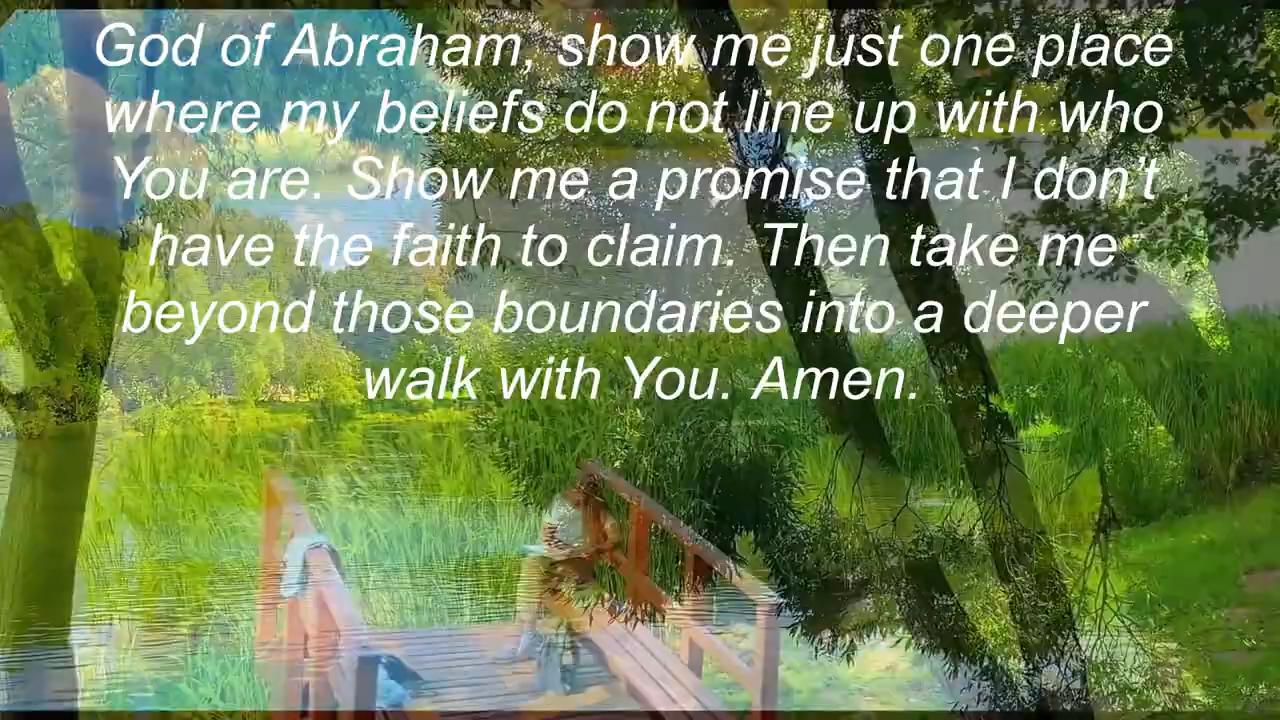 God of Abraham, show me just one place
where my beliefs do not line up with who
You are. Show me a promise that I don't
have the faith to claim. Then take me
beyond those boundaries into a deeper
walk with You. Amen.